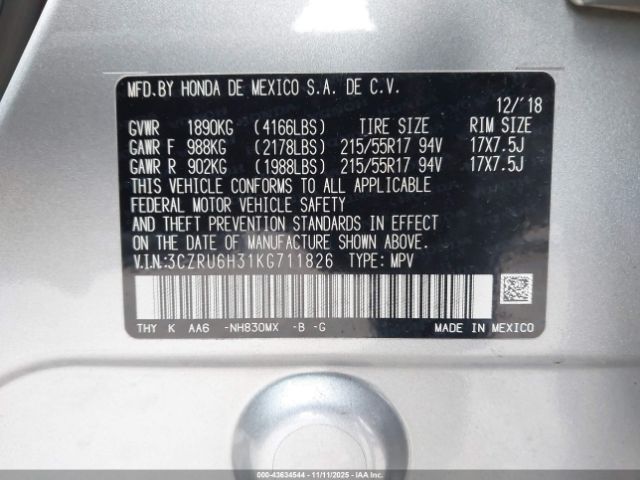 MFD.BY HONDA DE MEXICO S.A. DE C.V.
12/'18
GVWR 1890KG (4166LBS) TIRE SIZE RIM SIZE
GAWR F 988KG (2178LBS) 215/55R17 94V 17X7.5J
GAWR R 902KG (1988LBS) 215/55R17 94V 17X7.5J
THIS VEHICLE CONFORMS TO ALL APPLICABLE
FEDERAL MOTOR VEHICLE SAFETY
AND THEFT PREVENTION STANDARDS IN EFFECT
ON THE DATE OF MANUFACTURE SHOWN ABOVE.
V.I.N.:3CZRU6H31KG711826 TYPE: MPV
THY K AA6 -NH830MX -B -G MADE IN MEXICO
000-43634544 - 11/11/2025 - IAAI.COM